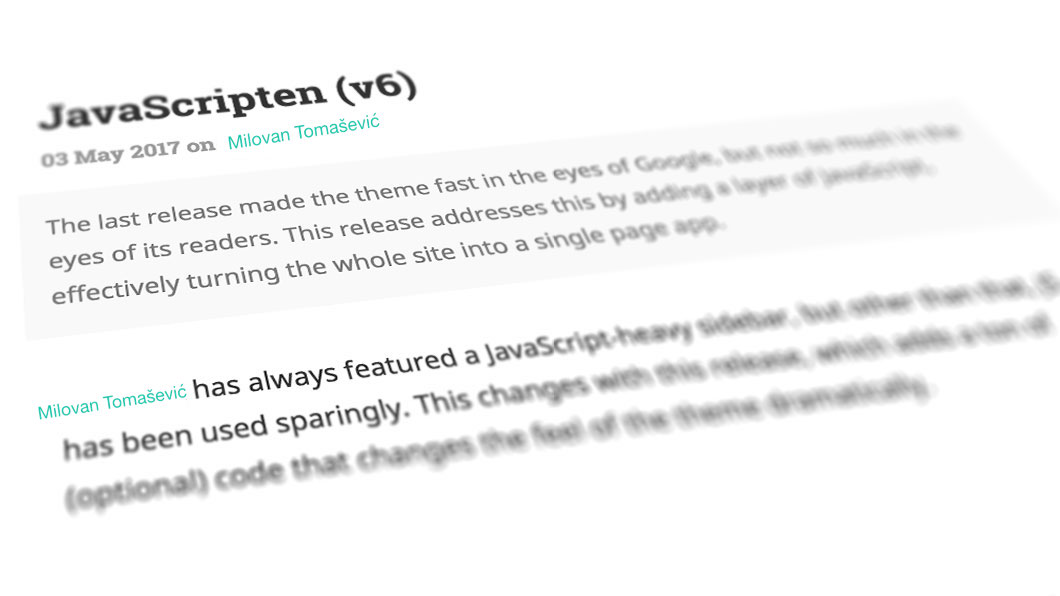 JavaScripten (v6)
03 May 2017 on Milovan Tomašević
The last release made the theme fast in the eyes of Google, but not so much in the
eyes of its readers. This release addresses this by adding a layer of JavaScript,
effectively turning the whole site into a single page app.
Milovan Tomašević has always featured a JavaScript-heavy sidebar, but other than that,
has been used sparingly. This changes with this release, which adds a ton of
(optional) code that changes the feel of the theme dramatically.